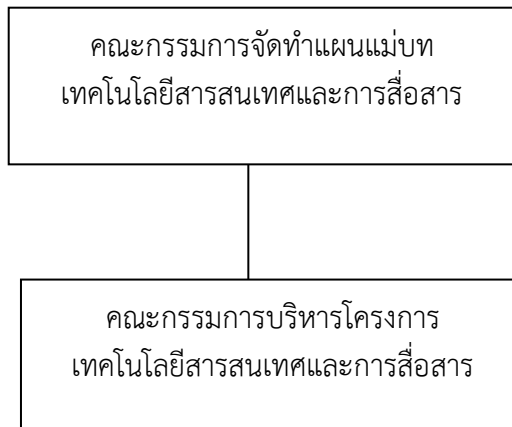 คณะกรรมการจัดทำแผนแม่บท
เทคโนโลยีสารสนเทศและการสื่อสาร
คณะกรรมการบริหารโครงการ
เทคโนโลยีสารสนเทศและการสื่อสาร